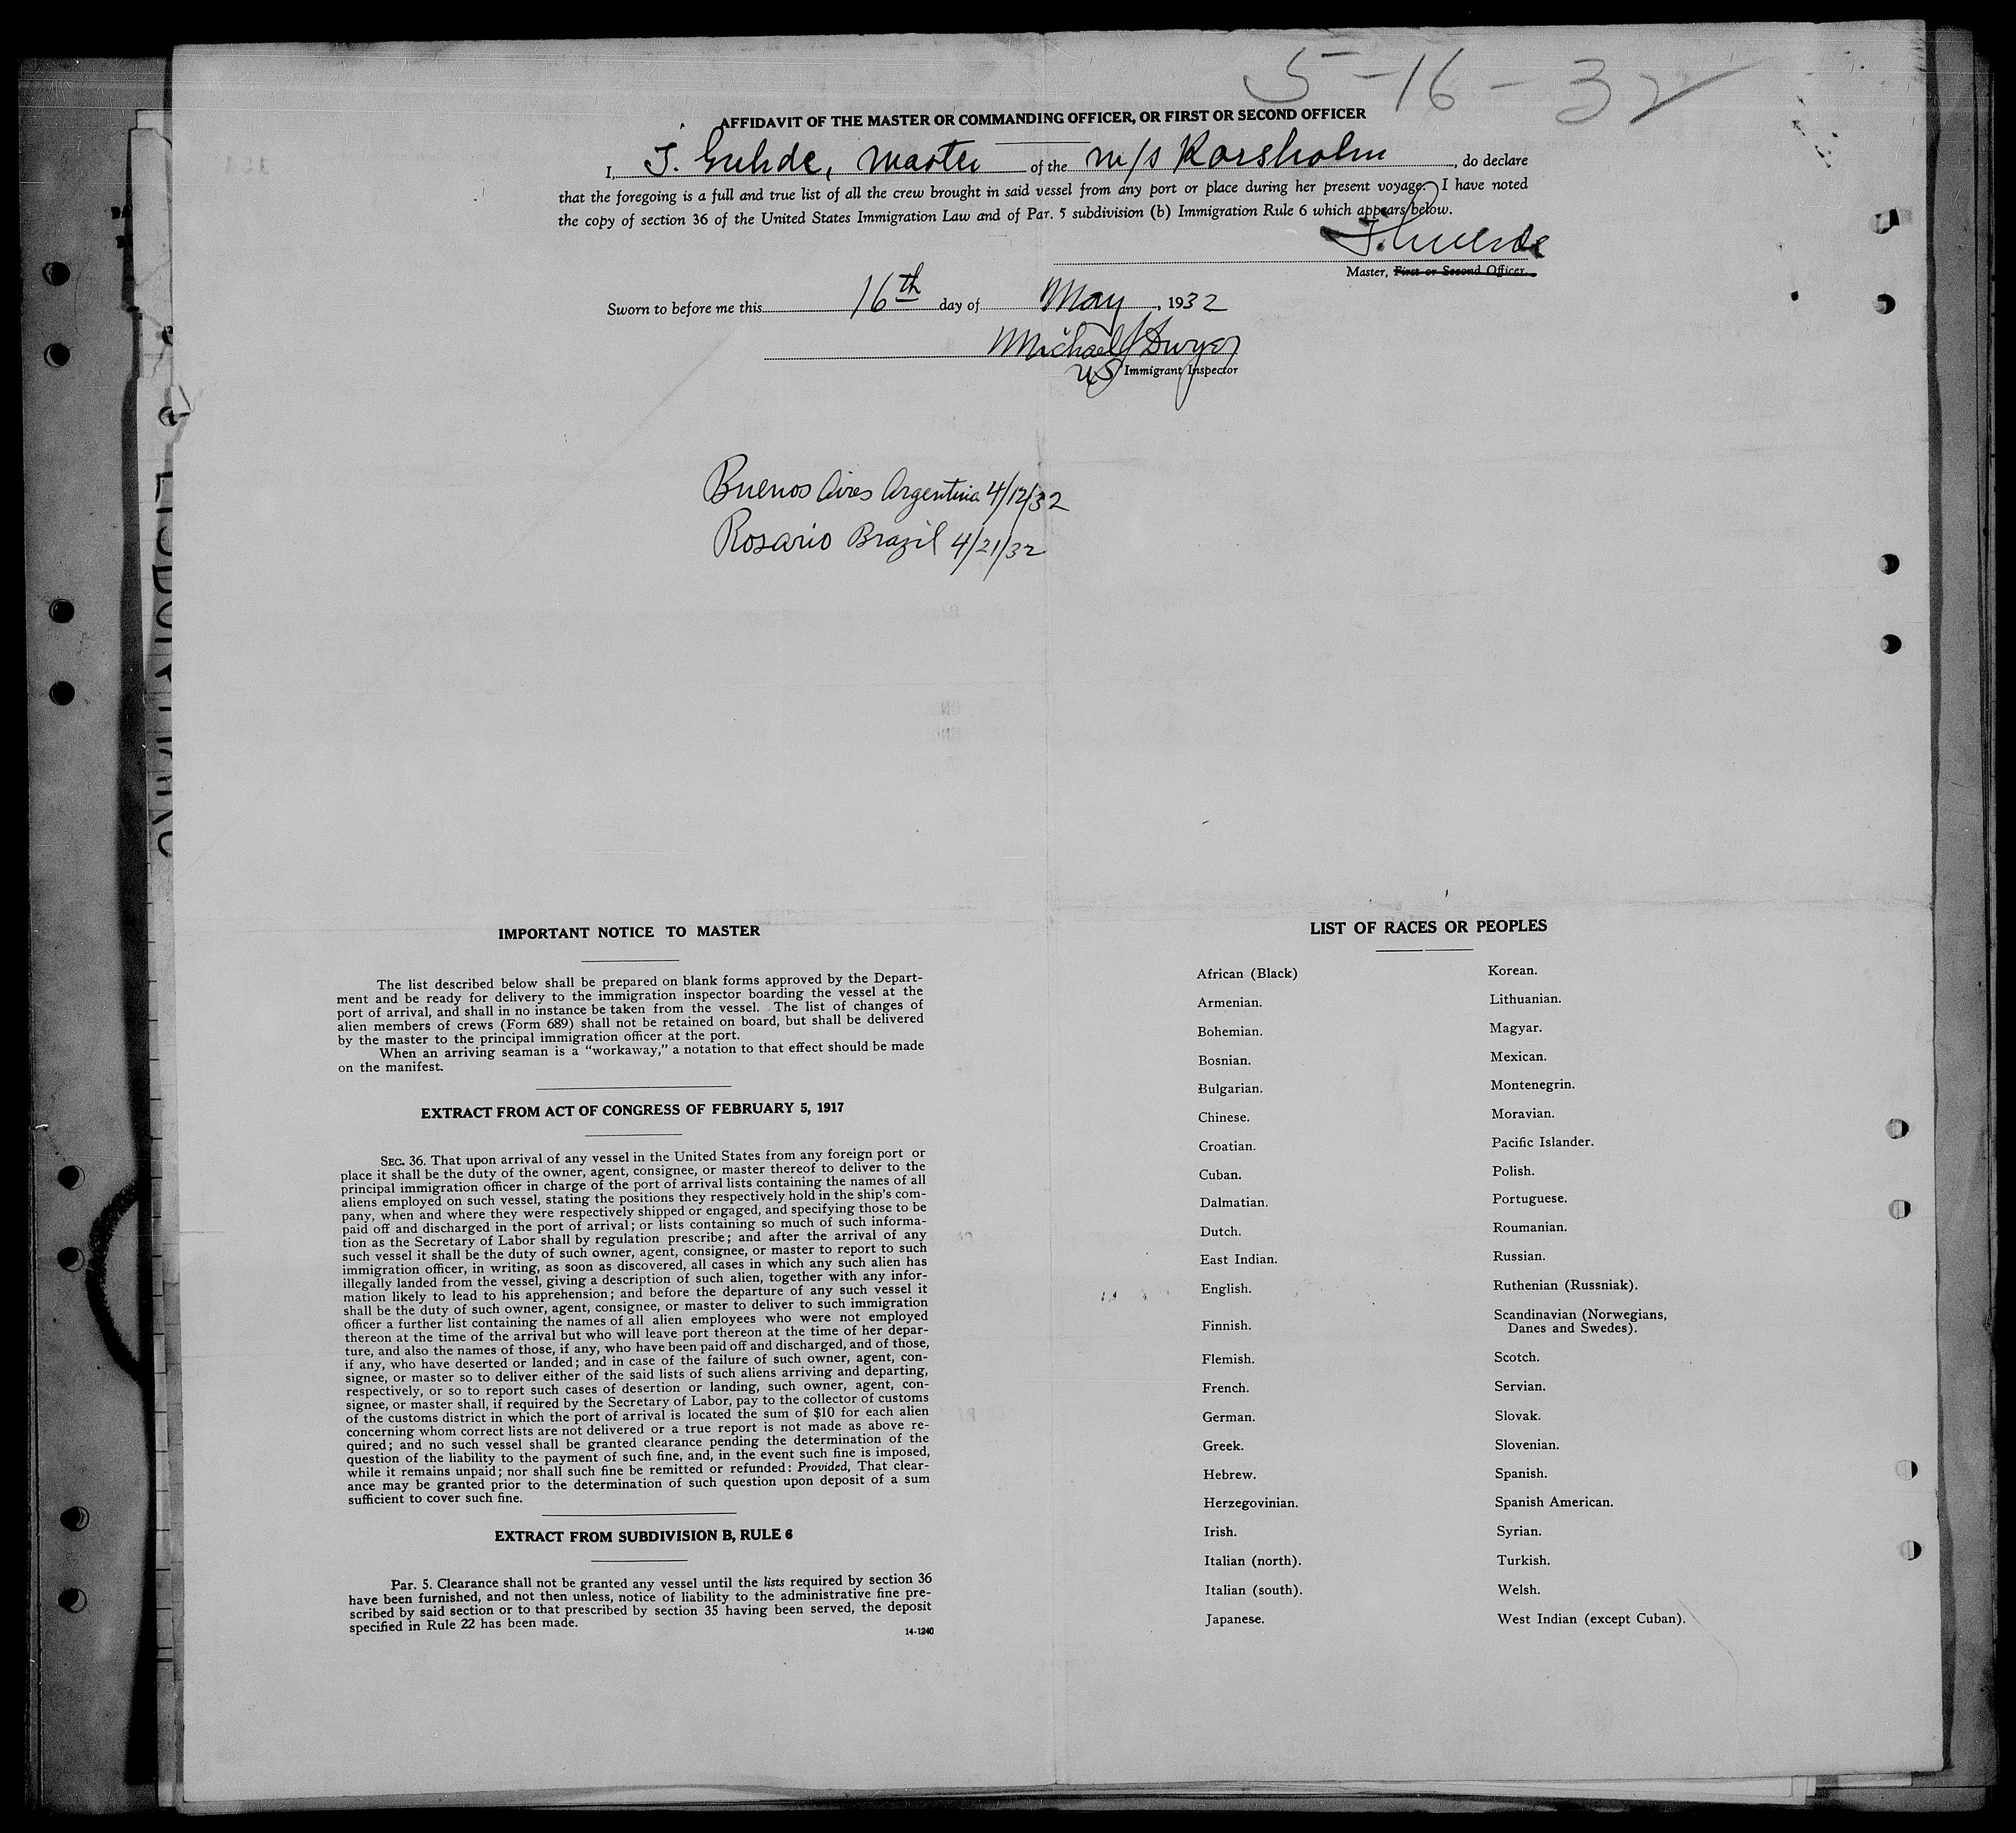 5-16-32
AFFIDAVIT OF THE MASTER OR COMMANDING OFFICER, OR FIRST OR SECOND OFFICER
I, Master of the m/s Korsholm, do declare
that the foregoing is a full and true list of all the crew brought in said vessel from any port or place during her present voyage. I have noted
the copy of section 36 of the United States Immigration Law and of Par. 5 subdivision (b) Immigration Rule 6 which appears below.
Master, First or Second Officer.
Sworn to before me this 16th day of May, 1932
Michael J Dwyer
US Immigrant Inspector
Buenos Aires Argentina 4/12/32
Rosario Brazil 4/21/32
IMPORTANT NOTICE TO MASTER
The list described below shall be prepared on blank forms approved by the Depart-
ment and be ready for delivery to the immigration inspector boarding the vessel at the
port of arrival, and shall in no instance be taken from the vessel. The list of changes of
alien members of crews (Form 689) shall not be retained on board, but shall be delivered
by the master to the principal immigration officer at the port.
When an arriving seaman is a “workaway,” a notation to that effect should be made
on the manifest.
EXTRACT FROM ACT OF CONGRESS OF FEBRUARY 5, 1917
SEC. 36. That upon arrival of any vessel in the United States from any foreign port or
place it shall be the duty of the owner, agent, consignee, or master thereof to deliver to the
principal immigration officer in charge of the port of arrival lists containing the names of all
aliens employed on such vessel, stating the positions they respectively hold in the ship's com-
pany, when and where they were respectively shipped or engaged, and specifying those to be
paid off and discharged in the port of arrival; or lists containing so much of such informa-
tion as the Secretary of Labor shall by regulation prescribe; and after the arrival of any
such vessel it shall be the duty of such owner, agent, consignee, or master to report to such
immigration officer, in writing, as soon as discovered, all cases in which any such alien has
illegally landed from the vessel, giving a description of such alien, together with any infor-
mation likely to lead to his apprehension; and before the departure of any such vessel it
shall be the duty of such owner, agent, consignee, or master to deliver to such immigration
officer a further list containing the names of all alien employees who were not employed
thereon at the time of the arrival but who will leave port thereon at the time of her depar-
ture, and also the names of those, if any, who have been paid off and discharged, and of those,
if any, who have deserted or landed; and in case of the failure of such owner, agent, con-
signee, or master so to deliver either of the said lists of such aliens arriving and departing,
respectively, or so to report such cases of desertion or landing, such owner, agent, con-
signee, or master shall, if required by the Secretary of Labor, pay to the collector of customs
of the customs district in which the port of arrival is located the sum of $10 for each alien
concerning whom correct lists are not delivered or a true report is not made as above re-
quired; and no such vessel shall be granted clearance pending the determination of the
question of the liability to the payment of such fine, and, in the event such fine is imposed,
while it remains unpaid; nor shall such fine be remitted or refunded: Provided, That clear-
ance may be granted prior to the determination of such question upon deposit of a sum
sufficient to cover such fine.
EXTRACT FROM SUBDIVISION B, RULE 6
Par. 5. Clearance shall not be granted any vessel until the lists required by section 36
have been furnished, and not then unless, notice of liability to the administrative fine pre-
scribed by said section or to that prescribed by section 35 having been served, the deposit
specified in Rule 22 has been made.
14-1240
LIST OF RACES OR PEOPLES
African (Black)
Armenian.
Bohemian.
Bosnian.
Bulgarian.
Chinese.
Croatian.
Cuban.
Dalmatian.
Dutch.
East Indian.
English.
Finnish.
Flemish.
French.
German.
Greek.
Hebrew.
Herzegovinian.
Irish.
Italian (north).
Italian (south).
Japanese.
Korean.
Lithuanian.
Magyar.
Mexican.
Montenegrin.
Moravian.
Pacific Islander.
Polish.
Portuguese.
Roumanian.
Russian.
Ruthenian (Russniak).
Scandinavian (Norwegians,
Danes and Swedes).
Scotch.
Servian.
Slovak.
Slovenian.
Spanish.
Spanish American.
Syrian.
Turkish.
Welsh.
West Indian (except Cuban).